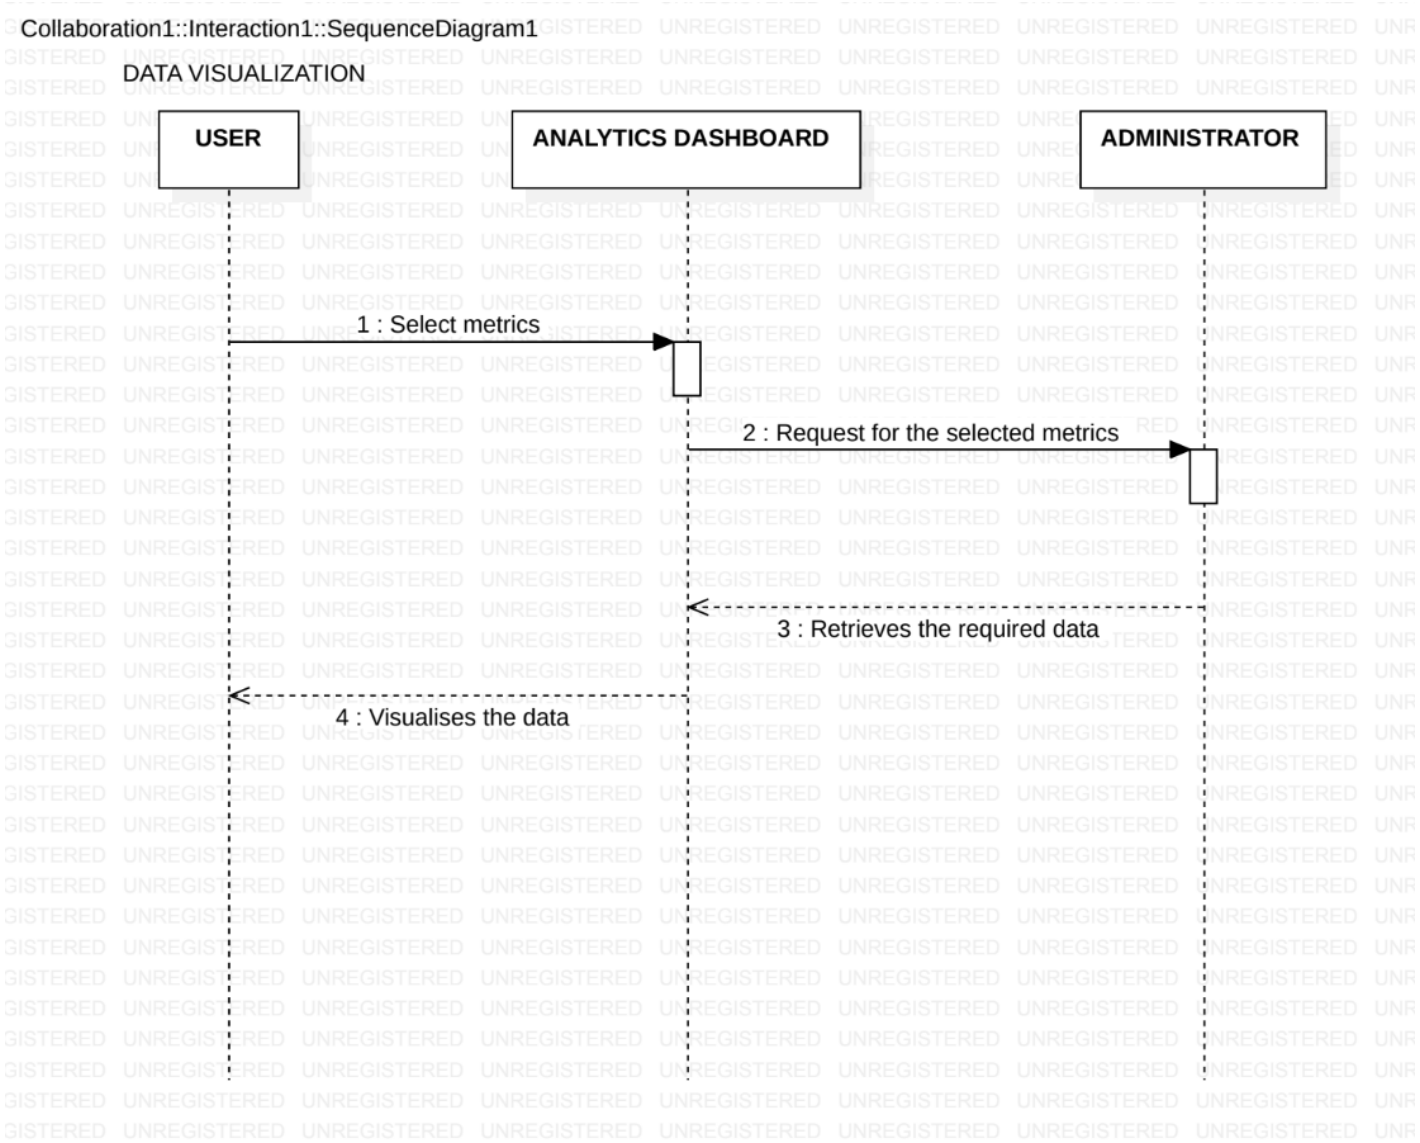 Collaboration1::Interaction1::SequenceDiagram1
DATA VISUALIZATION
USER
ANALYTICS DASHBOARD
ADMINISTRATOR
1 : Select metrics
2 : Request for the selected metrics
3 : Retrieves the required data
4 : Visualises the data
UNREGISTERED